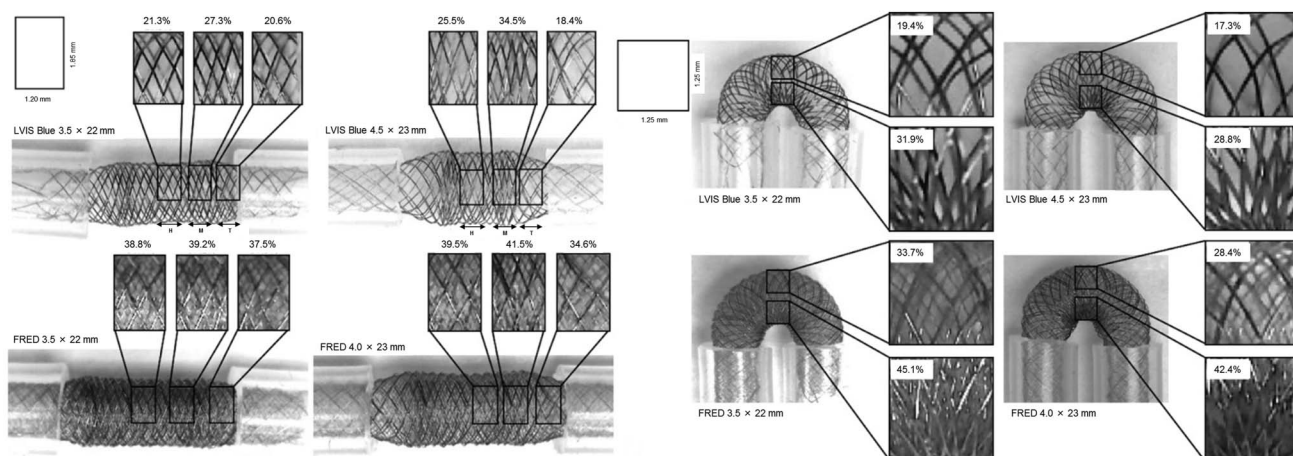 21.3% 27.3% 20.6%
1.85 mm
1.20 mm
LVIS Blue 3.5 × 22 mm
H M T
25.5% 34.5% 18.4%
LVIS Blue 4.5 × 23 mm
H M T
38.8% 39.2% 37.5%
FRED 3.5 × 22 mm
39.5% 41.5% 34.6%
FRED 4.0 × 23 mm
1.25 mm
1.25 mm
19.4%
31.9%
LVIS Blue 3.5 × 22 mm
17.3%
28.8%
LVIS Blue 4.5 × 23 mm
33.7%
45.1%
FRED 3.5 × 22 mm
28.4%
42.4%
FRED 4.0 × 23 mm